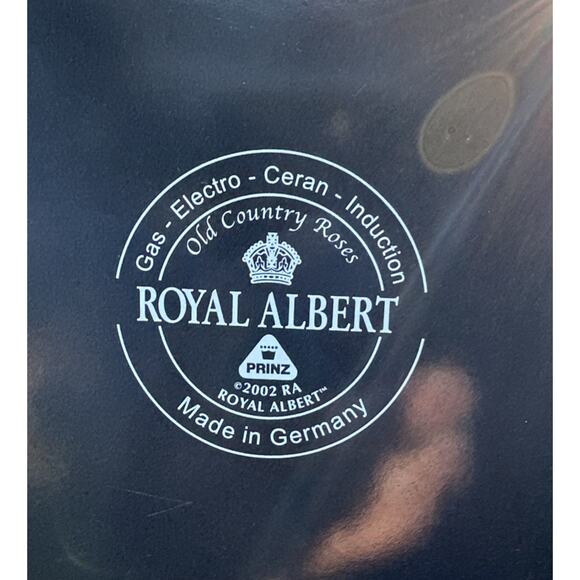 Gas - Electro - Ceran - Induction
Old Country Roses
ROYAL ALBERT
PRINZ
©2002 RA
ROYAL ALBERT™
Made in Germany